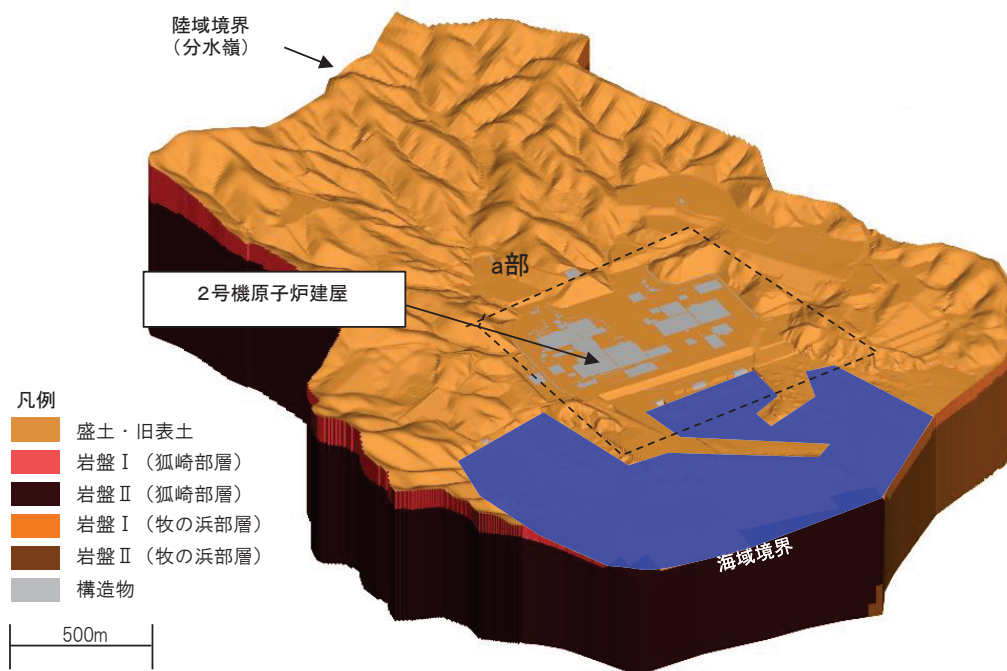 陸域境界
（分水嶺）
a部
２号機原子炉建屋
凡例
盛土・旧表土
岩盤Ⅰ（狐崎部層）
岩盤Ⅱ（狐崎部層）
岩盤Ⅰ（牧の浜部層）
岩盤Ⅱ（牧の浜部層）
構造物
海域境界
500m